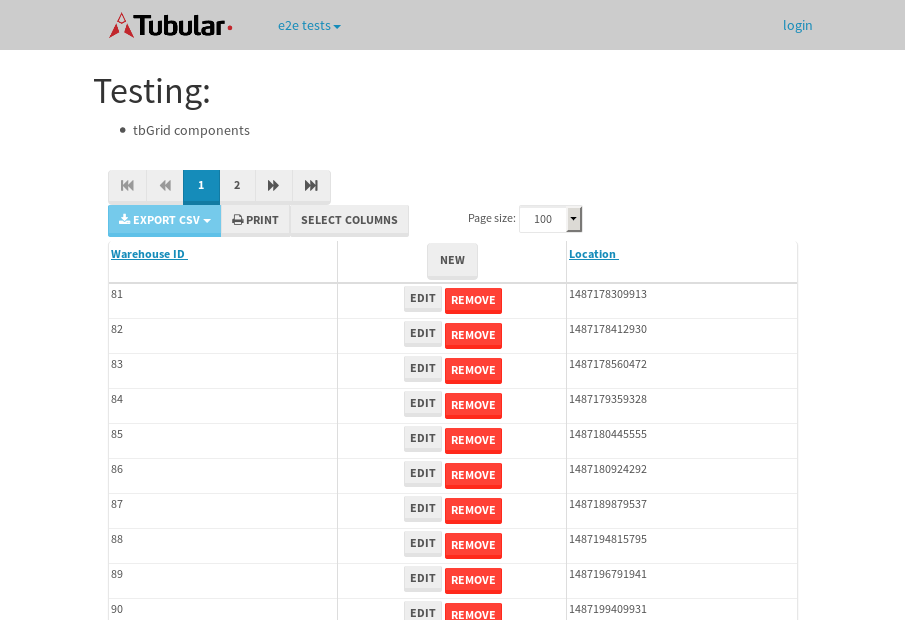 Tubular e2e tests login
Testing:
tbGrid components
1 2
EXPORT CSV PRINT SELECT COLUMNS Page size: 100
Warehouse ID NEW Location
81 EDIT REMOVE 1487178309913
82 EDIT REMOVE 1487178412930
83 EDIT REMOVE 1487178560472
84 EDIT REMOVE 1487179359328
85 EDIT REMOVE 1487180445555
86 EDIT REMOVE 1487180924292
87 EDIT REMOVE 1487189879537
88 EDIT REMOVE 1487194815795
89 EDIT REMOVE 1487196791941
90 EDIT REMOVE 1487199409931